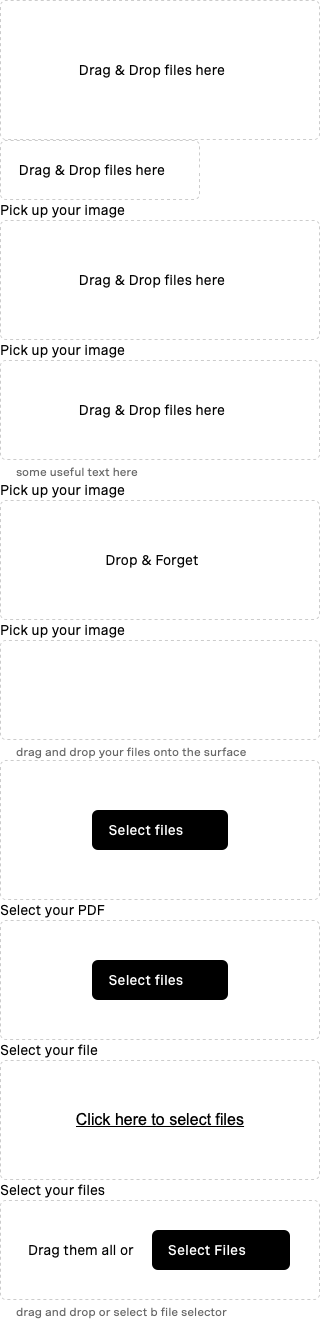 Drag & Drop files here
Drag & Drop files here
Pick up your image
Drag & Drop files here
Pick up your image
Drag & Drop files here
some useful text here
Pick up your image
Drop & Forget
Pick up your image
drag and drop your files onto the surface
Select files
Select your PDF
Select files
Select your file
Click here to select files
Select your files
Drag them all or Select Files
drag and drop or select b file selector